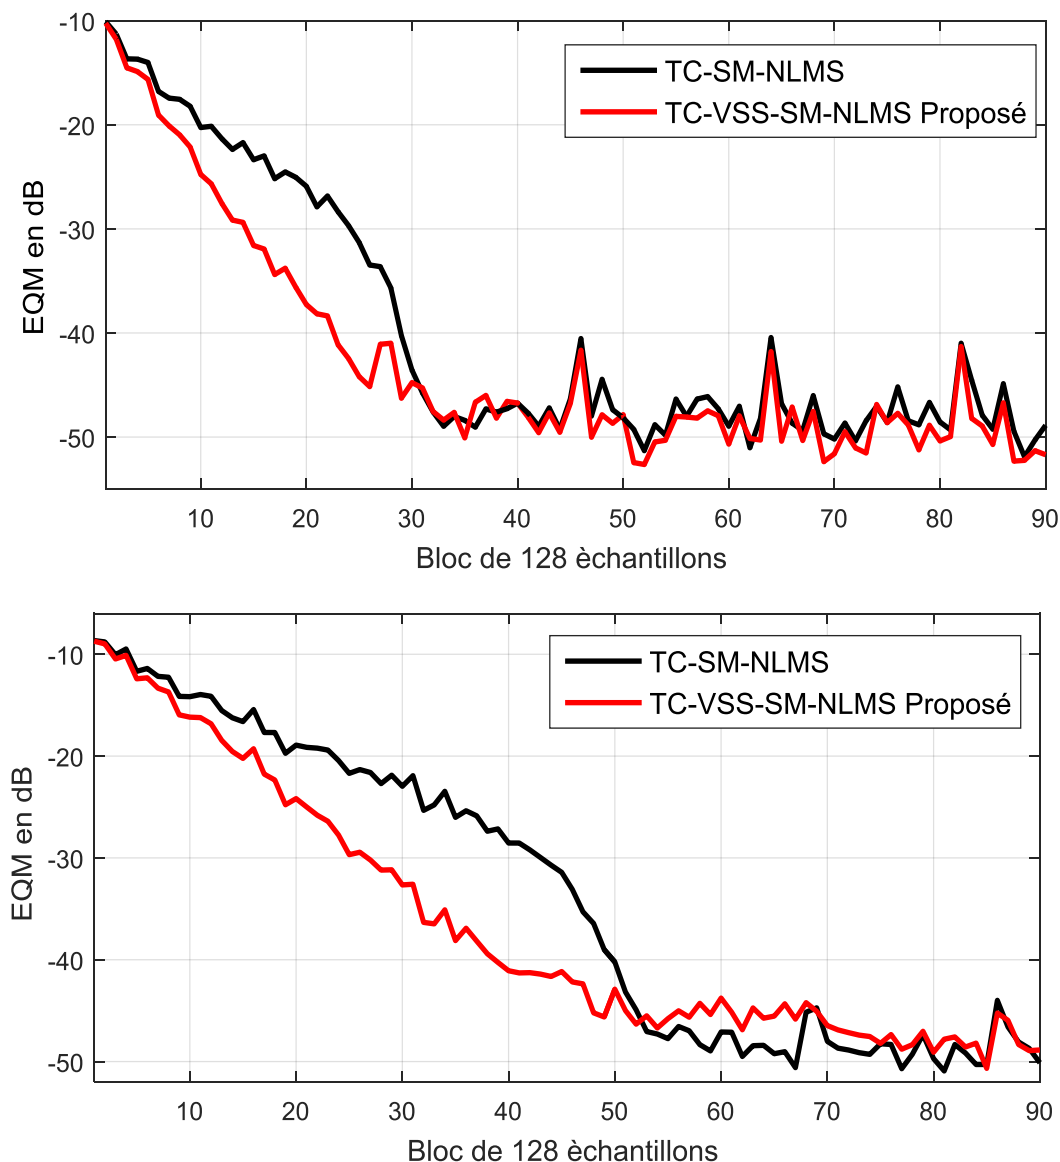 -10
-20
-30
-40
-50
EQM en dB
TC-SM-NLMS
TC-VSS-SM-NLMS Proposé
10 20 30 40 50 60 70 80 90
Bloc de 128 èchantillons
-10
-20
-30
-40
-50
EQM en dB
TC-SM-NLMS
TC-VSS-SM-NLMS Proposé
10 20 30 40 50 60 70 80 90
Bloc de 128 èchantillons